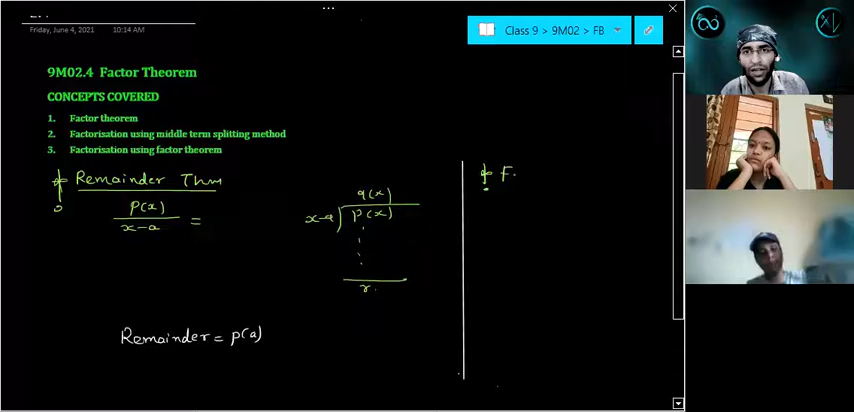 Friday, June 4, 2021 10:14 AM
Class 9 > 9M02 > FB
9M02.4 Factor Theorem
CONCEPTS COVERED
1. Factor theorem
2. Factorisation using middle term splitting method
3. Factorisation using factor theorem
Remainder Thm
P(x)
x-a
=
q(x)
x-a) p(x)
r.
Remainder = p(a)
F.